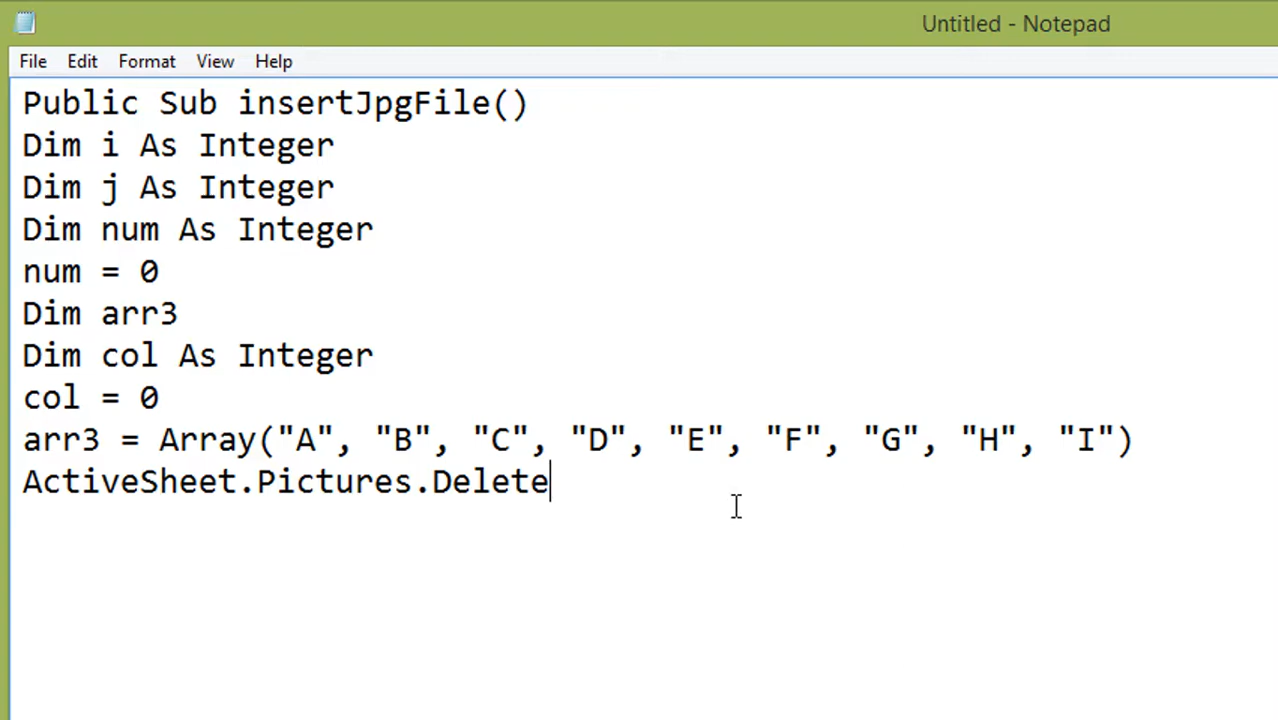 Untitled - Notepad
File Edit Format View Help
Public Sub insertJpgFile()
Dim i As Integer
Dim j As Integer
Dim num As Integer
num = 0
Dim arr3
Dim col As Integer
col = 0
arr3 = Array("A", "B", "C", "D", "E", "F", "G", "H", "I")
ActiveSheet.Pictures.Delete